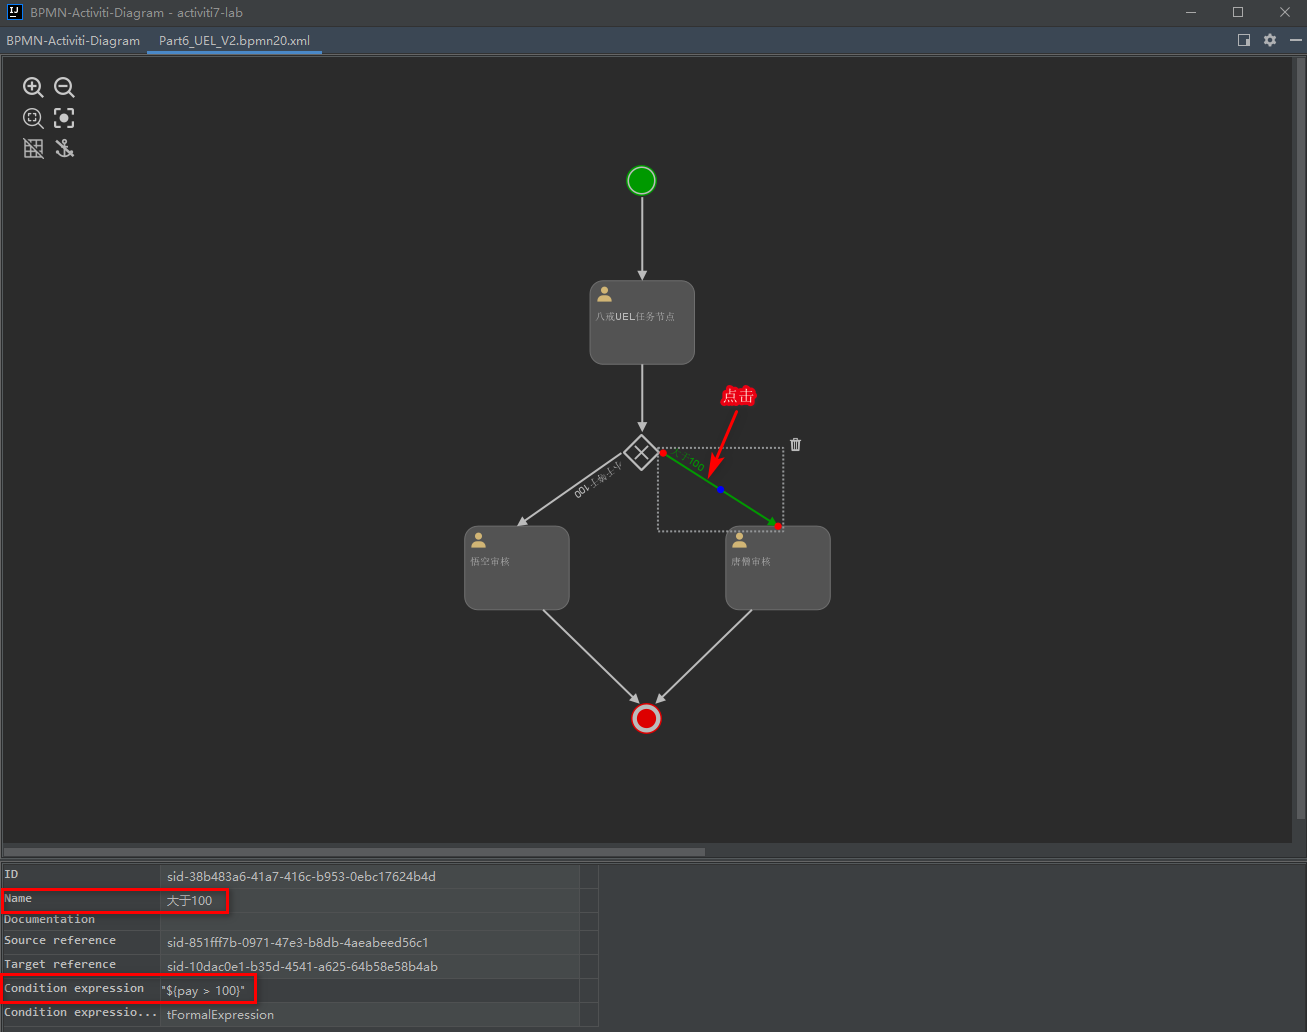 BPMN-Activiti-Diagram - activiti7-lab
BPMN-Activiti-Diagram
Part6_UEL_V2.bpmn20.xml
八戒UEL任务节点
点击
大于100
小于等于100
悟空审核
唐僧审核
ID
sid-38b483a6-41a7-416c-b953-0ebc17624b4d
Name
大于100
Documentation
Source reference
sid-851fff7b-0971-47e3-b8db-4aeabeed56c1
Target reference
sid-10dac0e1-b35d-4541-a625-64b58e58b4ab
Condition expression
"${pay > 100}"
Condition expressio...
tFormalExpression